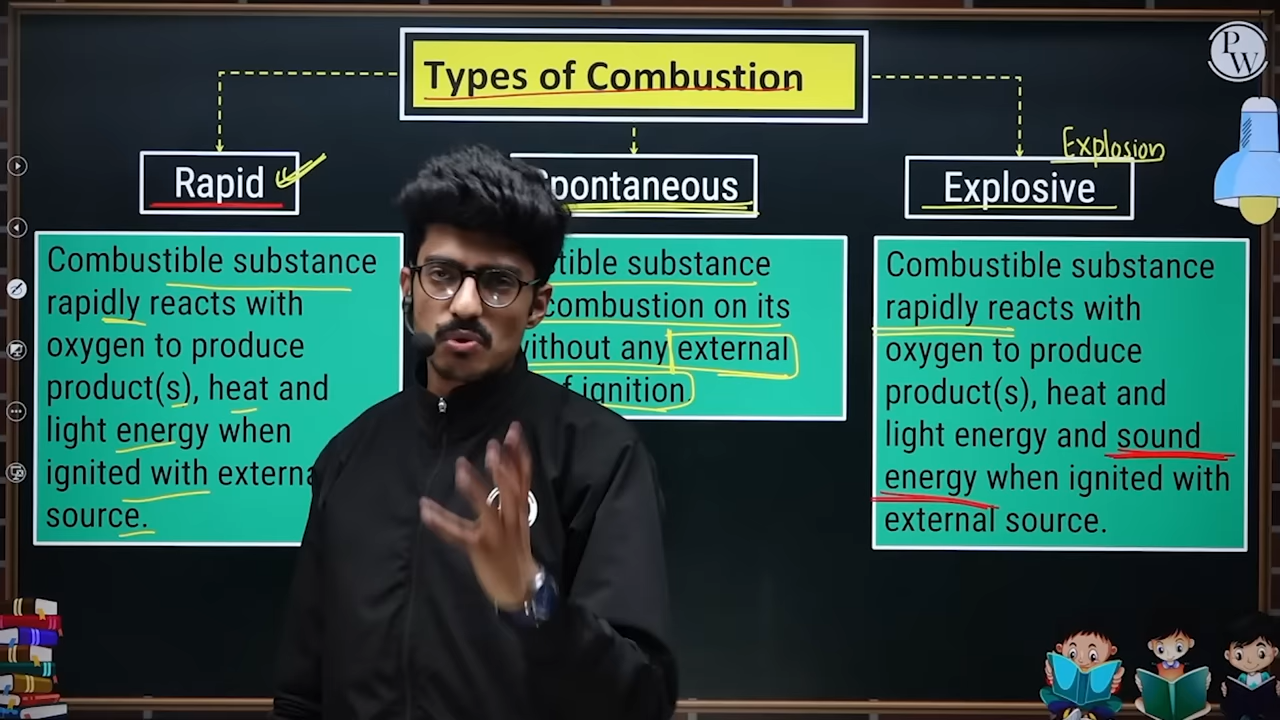 Types of Combustion
P
W
Explosion
Rapid
Spontaneous
Explosive
Combustible substance
rapidly reacts with
oxygen to produce
product(s), heat and
light energy when
ignited with external
source.
substance
combustion on its
without any external
ignition.
Combustible substance
rapidly reacts with
oxygen to produce
product(s), heat and
light energy and sound
energy when ignited with
external source.